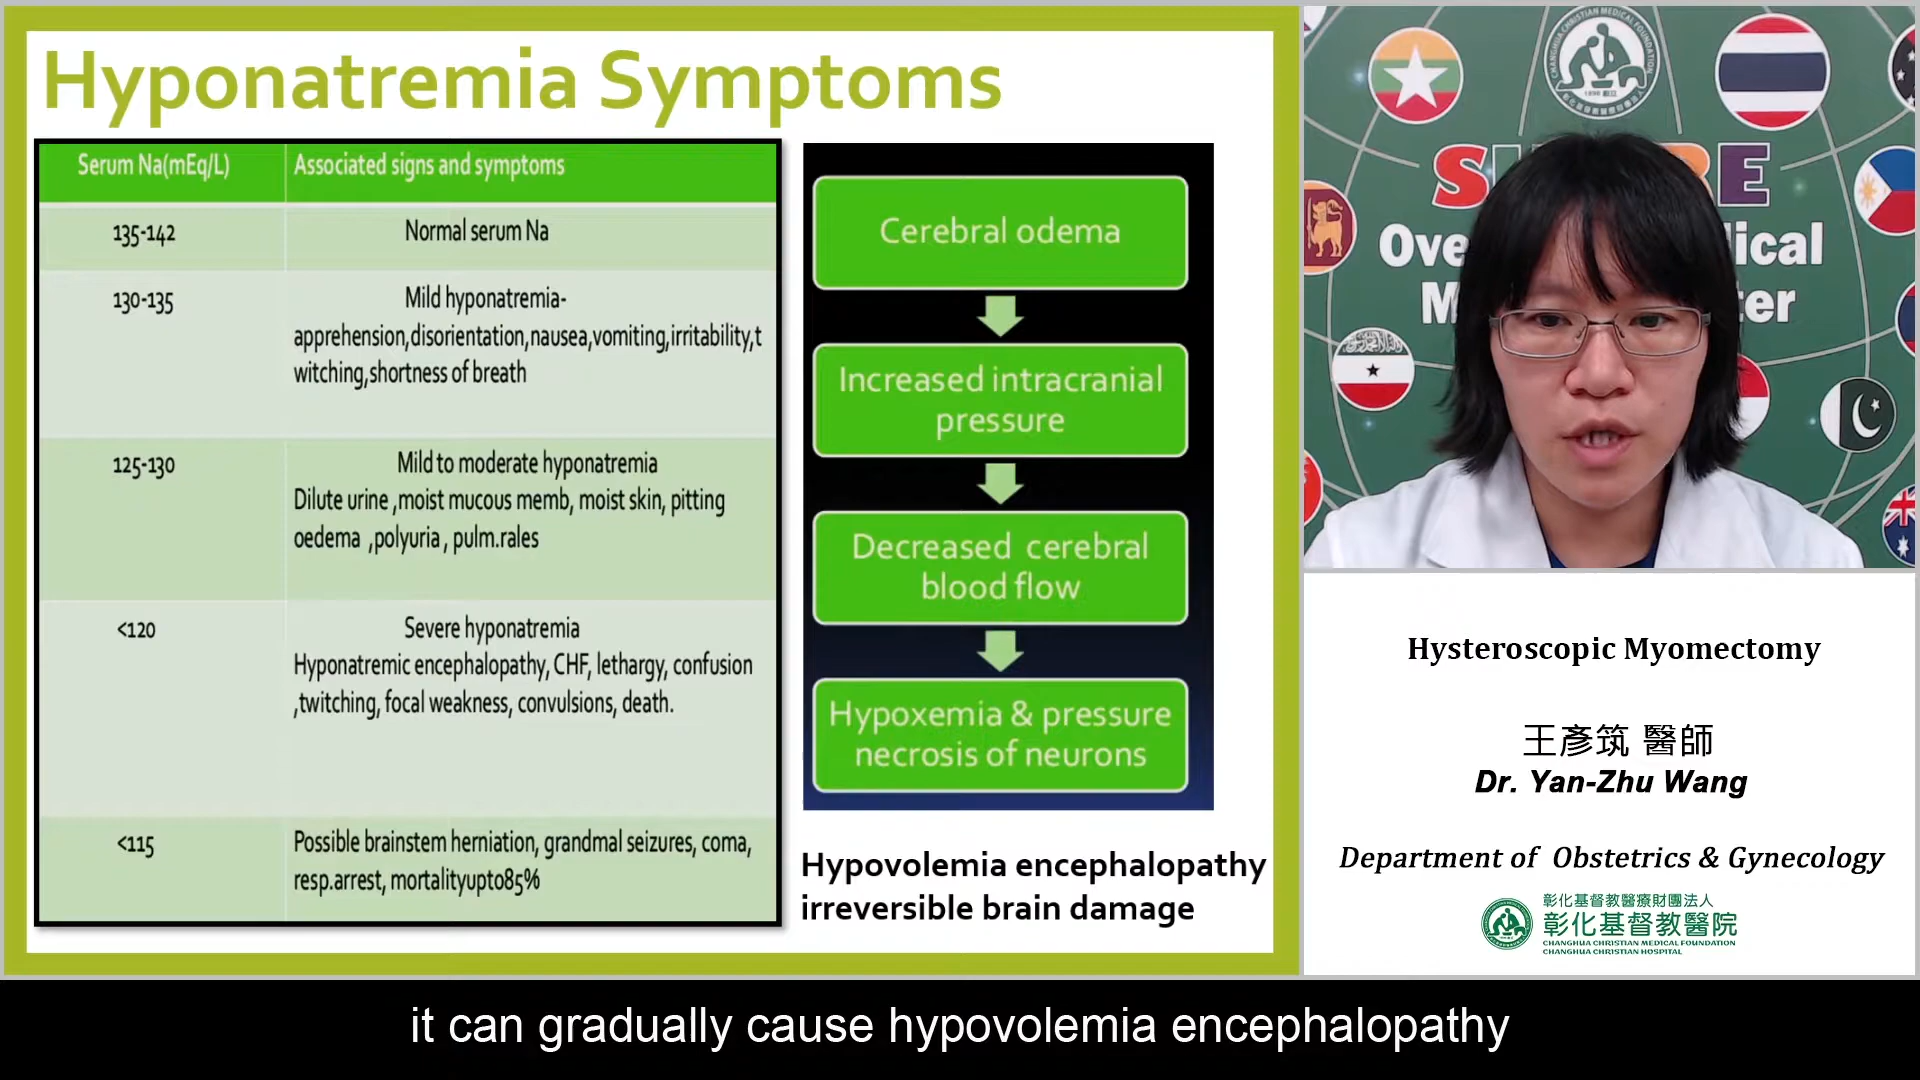 Hyponatremia Symptoms
Serum Na(mEq/L) Associated signs and symptoms
135-142 Normal serum Na
130-135 Mild hyponatremia-
apprehension,disorientation,nausea,vomiting,irritability,t
witching,shortness of breath
125-130 Mild to moderate hyponatremia
Dilute urine ,moist mucous memb, moist skin, pitting
oedema ,polyuria , pulm.rales
<120 Severe hyponatremia
Hyponatremic encephalopathy, CHF, lethargy, confusion
,twitching, focal weakness, convulsions, death.
<115 Possible brainstem herniation, grandmal seizures, coma,
resp.arrest, mortalityupto85%
Cerebral odema
Increased intracranial
pressure
Decreased cerebral
blood flow
Hypoxemia & pressure
necrosis of neurons
Hypovolemia encephalopathy
irreversible brain damage
CHANGHUA CHRISTIAN MEDICAL FOUNDATION
Hysteroscopic Myomectomy
王彥筑 醫師
Dr. Yan-Zhu Wang
Department of Obstetrics & Gynecology
彰化基督教醫療財團法人
彰化基督教醫院
CHANGHUA CHRISTIAN MEDICAL FOUNDATION
CHANGHUA CHRISTIAN HOSPITAL
it can gradually cause hypovolemia encephalopathy